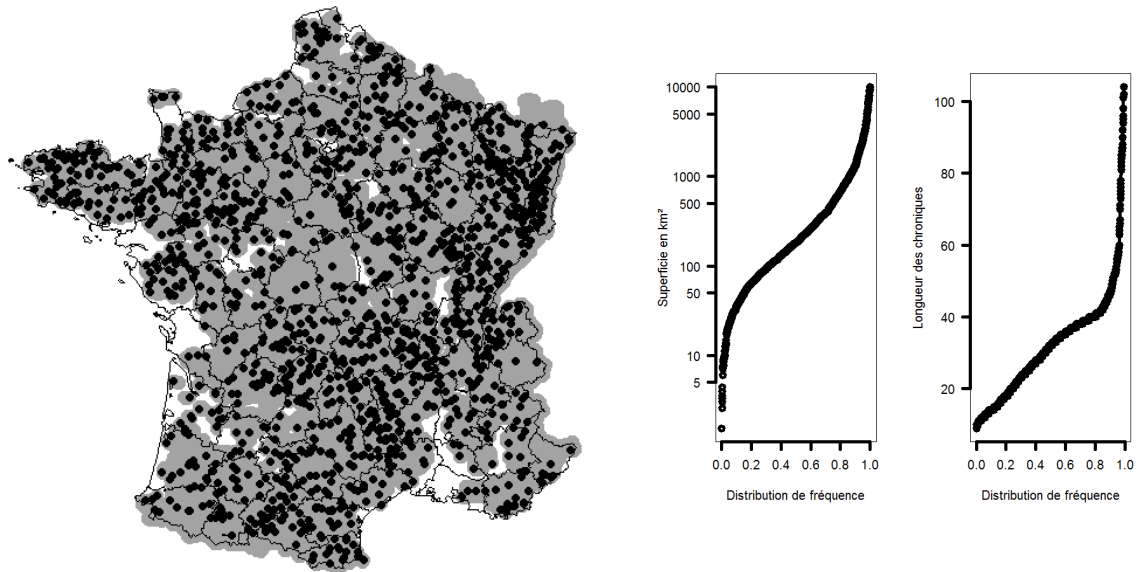 10000
5000
1000
500
100
50
10
5
Superficie en km²
0.0 0.2 0.4 0.6 0.8 1.0
Distribution de fréquence
100
80
60
40
20
Longueur des chroniques
0.0 0.2 0.4 0.6 0.8 1.0
Distribution de fréquence